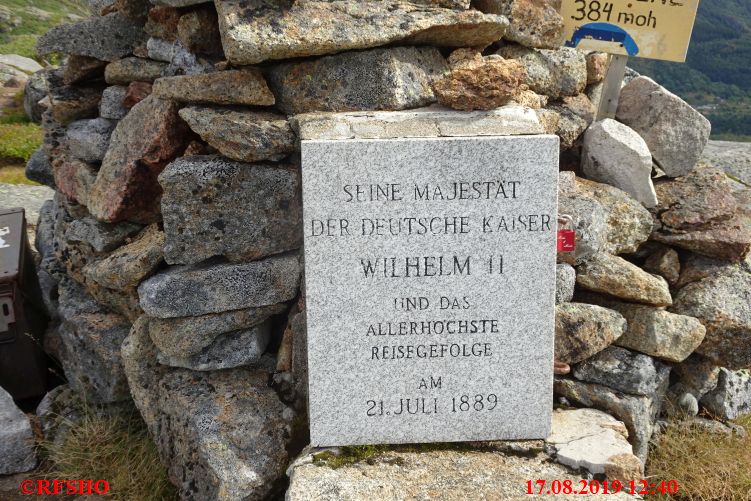 384 moh
SEINE MAJESTÄT
DER DEUTSCHE KAISER
WILHELM II
UND DAS
ALLERHÖCHSTE
REISEGEFOLGE
AM
21. JULI 1889
©RFSHO
17.08.2019 12:40